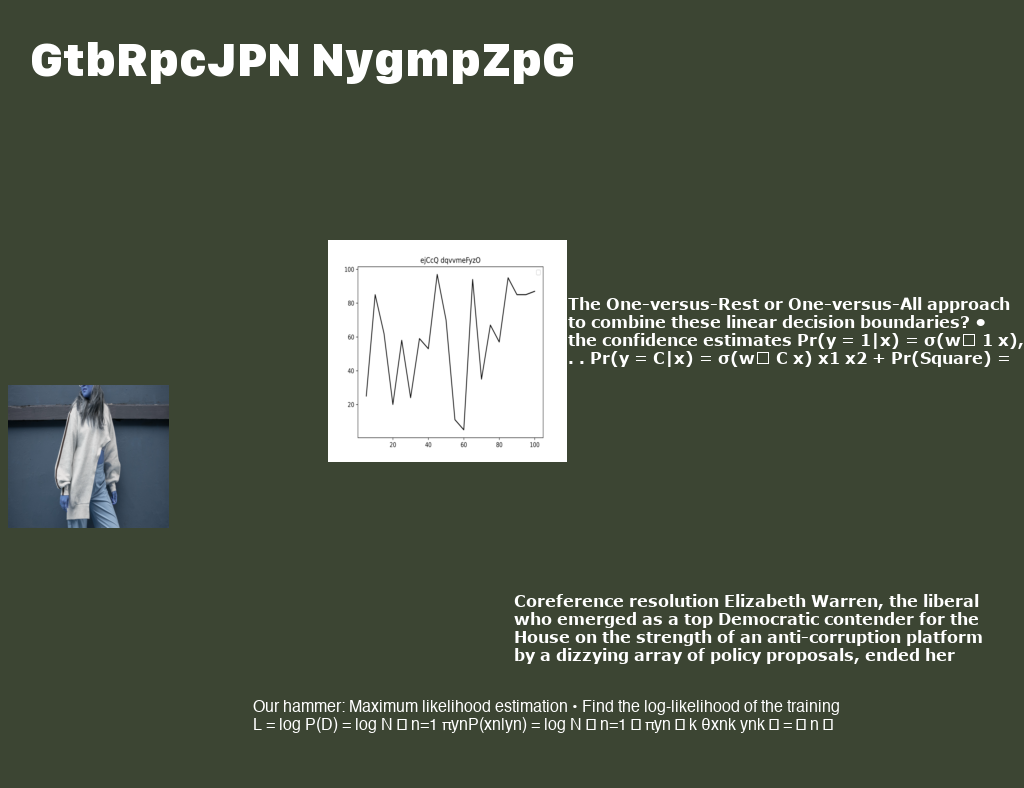 GtbRpcJPN NygmpZpG
ejCcQ dqvvmeFyzO
100
80
60
40
20
20 40 60 80 100
The One-versus-Rest or One-versus-All approach
to combine these linear decision boundaries? •
the confidence estimates Pr(y = 1|x) = σ(w□ 1 x),
. . Pr(y = C|x) = σ(w□ C x) x1 x2 + Pr(Square) =
Coreference resolution Elizabeth Warren, the liberal
who emerged as a top Democratic contender for the
House on the strength of an anti-corruption platform
by a dizzying array of policy proposals, ended her
Our hammer: Maximum likelihood estimation • Find the log-likelihood of the training
L = log P(D) = log N □ n=1 πynP(xn|yn) = log N □ n=1 □ πyn □ k θxnk ynk □ = □ n □